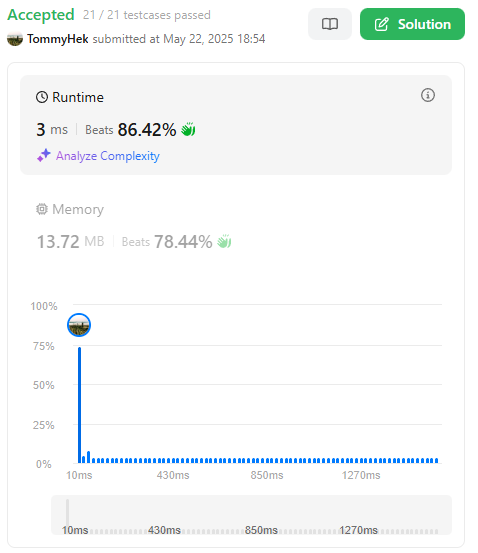 Accepted 21 / 21 testcases passed
Solution
TommyHek submitted at May 22, 2025 18:54
Runtime
3 ms Beats 86.42%
Analyze Complexity
Memory
13.72 MB Beats 78.44%
100%
75%
50%
25%
0%
10ms 430ms 850ms 1270ms
10ms 430ms 850ms 1270ms